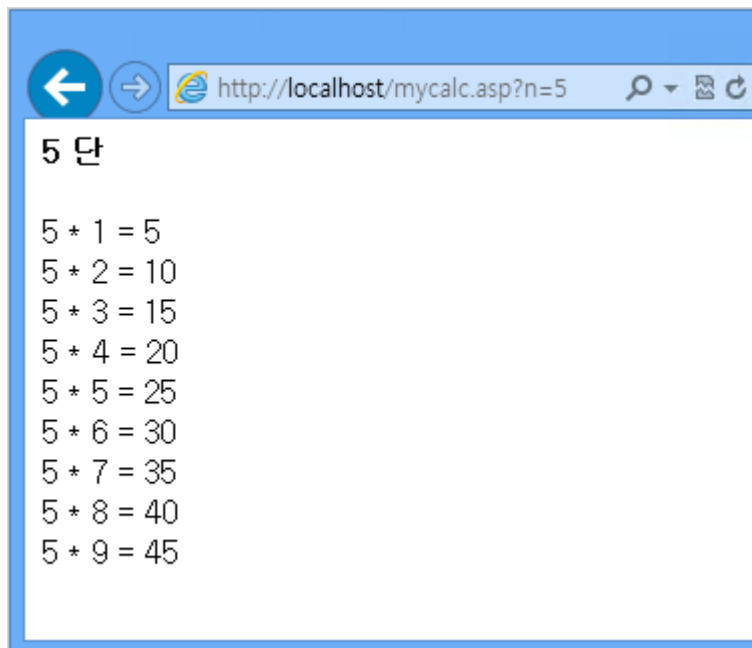 http://localhost/mycalc.asp?n=5
5 단
5 * 1 = 5
5 * 2 = 10
5 * 3 = 15
5 * 4 = 20
5 * 5 = 25
5 * 6 = 30
5 * 7 = 35
5 * 8 = 40
5 * 9 = 45